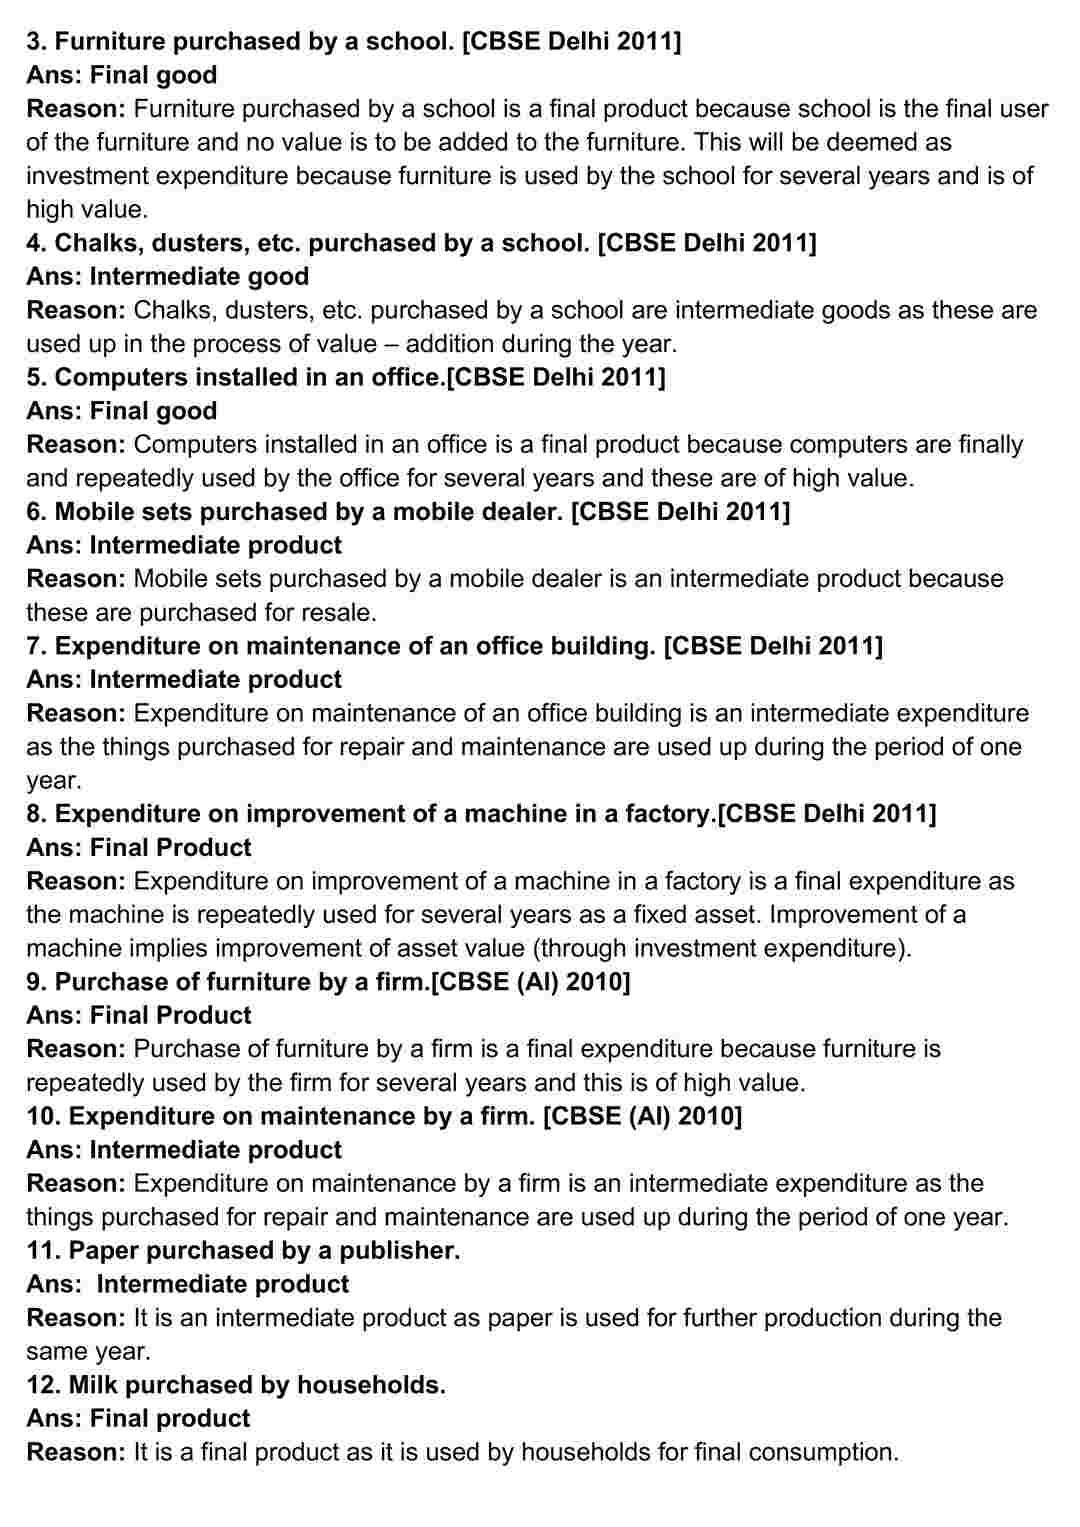 3. Furniture purchased by a school. [CBSE Delhi 2011]
Ans: Final good
Reason: Furniture purchased by a school is a final product because school is the final user
of the furniture and no value is to be added to the furniture. This will be deemed as
investment expenditure because furniture is used by the school for several years and is of
high value.
4. Chalks, dusters, etc. purchased by a school. [CBSE Delhi 2011]
Ans: Intermediate good
Reason: Chalks, dusters, etc. purchased by a school are intermediate goods as these are
used up in the process of value – addition during the year.
5. Computers installed in an office.[CBSE Delhi 2011]
Ans: Final good
Reason: Computers installed in an office is a final product because computers are finally
and repeatedly used by the office for several years and these are of high value.
6. Mobile sets purchased by a mobile dealer. [CBSE Delhi 2011]
Ans: Intermediate product
Reason: Mobile sets purchased by a mobile dealer is an intermediate product because
these are purchased for resale.
7. Expenditure on maintenance of an office building. [CBSE Delhi 2011]
Ans: Intermediate product
Reason: Expenditure on maintenance of an office building is an intermediate expenditure
as the things purchased for repair and maintenance are used up during the period of one
year.
8. Expenditure on improvement of a machine in a factory.[CBSE Delhi 2011]
Ans: Final Product
Reason: Expenditure on improvement of a machine in a factory is a final expenditure as
the machine is repeatedly used for several years as a fixed asset. Improvement of a
machine implies improvement of asset value (through investment expenditure).
9. Purchase of furniture by a firm.[CBSE (AI) 2010]
Ans: Final Product
Reason: Purchase of furniture by a firm is a final expenditure because furniture is
repeatedly used by the firm for several years and this is of high value.
10. Expenditure on maintenance by a firm. [CBSE (AI) 2010]
Ans: Intermediate product
Reason: Expenditure on maintenance by a firm is an intermediate expenditure as the
things purchased for repair and maintenance are used up during the period of one year.
11. Paper purchased by a publisher.
Ans:  Intermediate product
Reason: It is an intermediate product as paper is used for further production during the
same year.
12. Milk purchased by households.
Ans: Final product
Reason: It is a final product as it is used by households for final consumption.